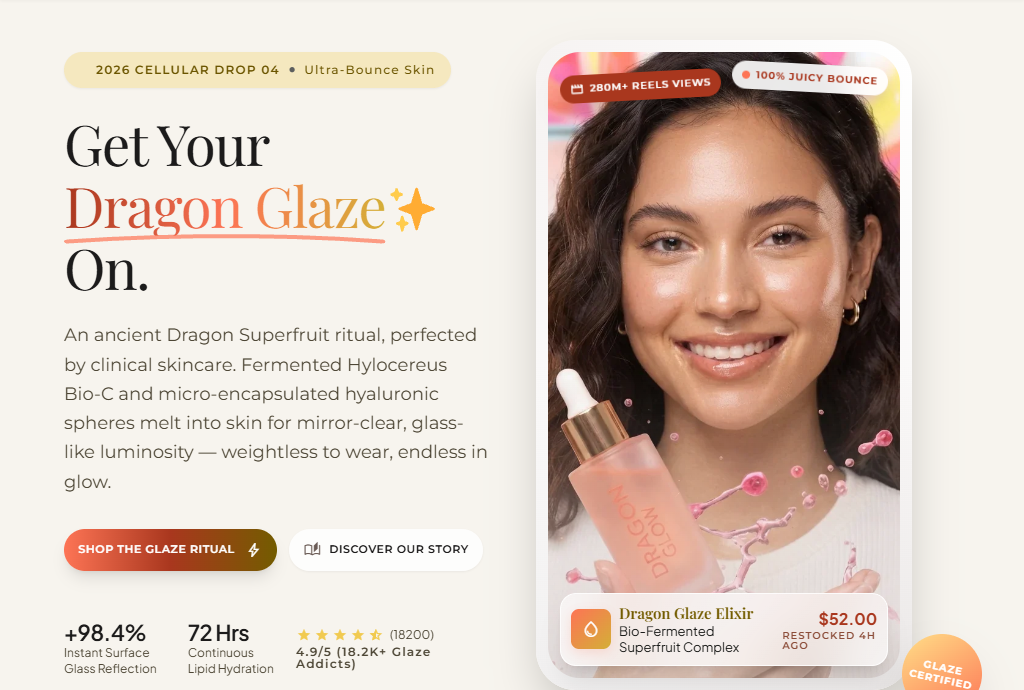 2026 CELLULAR DROP 04 • Ultra-Bounce Skin
Get Your
Dragon Glaze✨
On.
An ancient Dragon Superfruit ritual, perfected
by clinical skincare. Fermented Hylocereus
Bio-C and micro-encapsulated hyaluronic
spheres melt into skin for mirror-clear, glass-
like luminosity — weightless to wear, endless in
glow.
SHOP THE GLAZE RITUAL
DISCOVER OUR STORY
+98.4%
Instant Surface
Glass Reflection
72 Hrs
Continuous
Lipid Hydration
(18200)
4.9/5 (18.2K+ Glaze
Addicts)
280M+ REELS VIEWS
100% JUICY BOUNCE
DRAGON
GLOW
Dragon Glaze Elixir
Bio-Fermented
Superfruit Complex
$52.00
RESTOCKED 4H
AGO
GLAZE
CERTIFIED